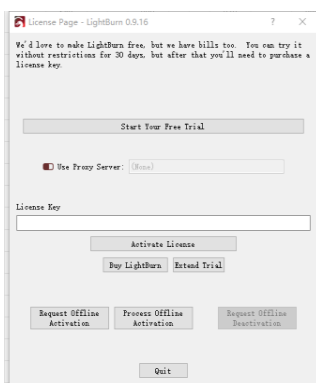 License Page - LightBurn 0.9.16
We'd love to make LightBurn free, but we have bills too. You can try it
without restrictions for 30 days, but after that you'll need to purchase a
license key.
Start Your Free Trial
Use Proxy Server: (None)
License Key
Activate License
Buy LightBurn Extend Trial
Request Offline Process Offline Request Offline
Activation Activation Deactivation
Quit